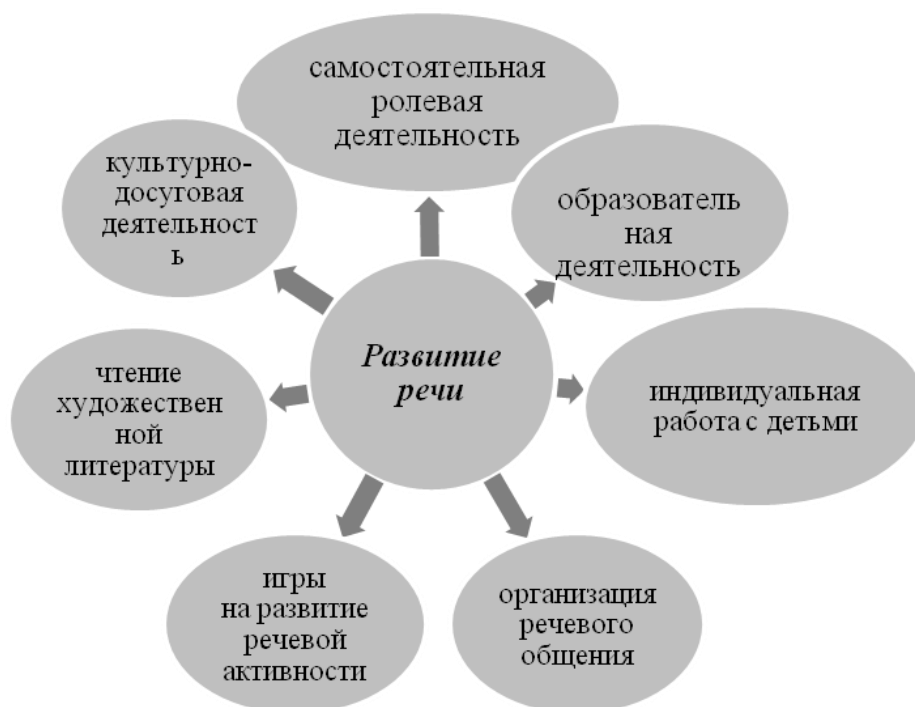 самостоятельная
ролевая
деятельность
культурно-
досуговая
деятельност
ь
образователь
ная
деятельность
Развитие
речи
чтение
художествен
ной
литературы
индивидуальная
работа с детьми
игры
на развитие
речевой
активности
организация
речевого
общения